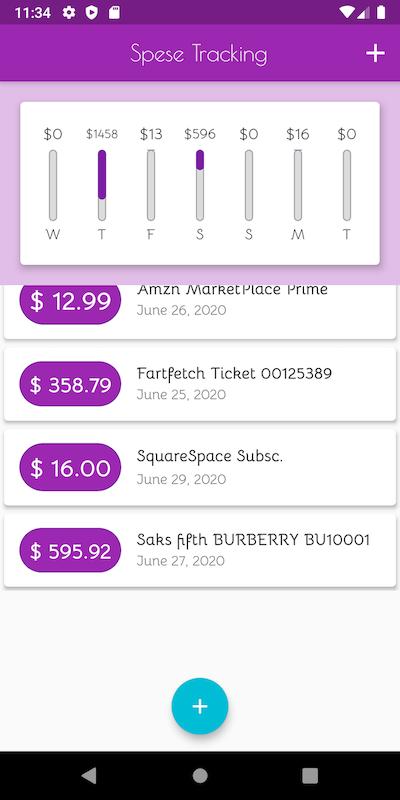 11:34
Spese Tracking
$0 $1458 $13 $596 $0 $16 $0
W T F S S M T
$ 12.99
Amzn MarketPlace Prime
June 26, 2020
$ 358.79
Fartfetch Ticket 00125389
June 25, 2020
$ 16.00
SquareSpace Subsc.
June 29, 2020
$ 595.92
Saks fifth BURBERRY BU10001
June 27, 2020